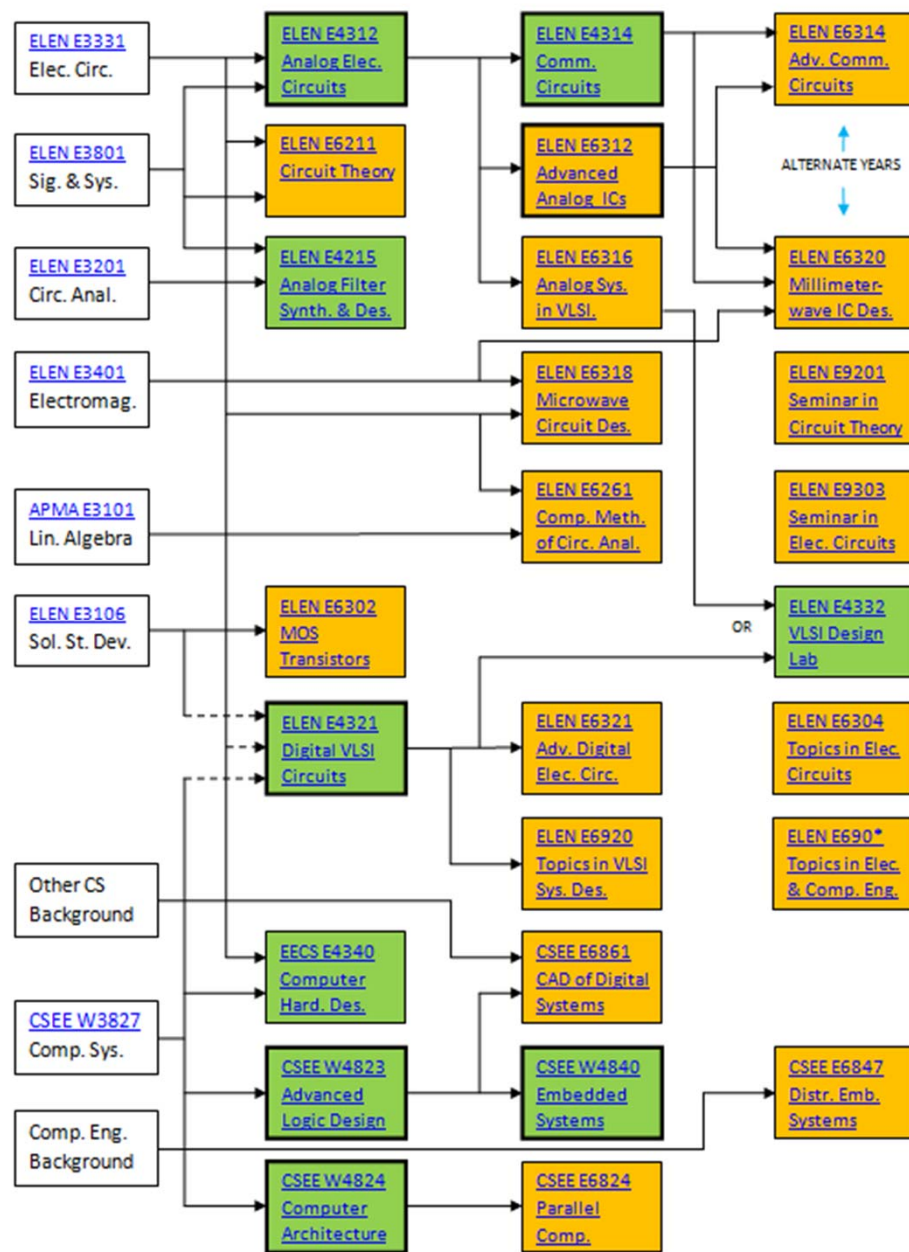 ELEN E3331
Elec. Circ.
ELEN E4312
Analog Elec.
Circuits
ELEN E4314
Comm.
Circuits
ELEN E6314
Adv. Comm.
Circuits
ELEN E3801
Sig. & Sys.
ELEN E6211
Circuit Theory
ELEN E6312
Advanced
Analog ICs
ALTERNATE YEARS
ELEN E3201
Circ. Anal.
ELEN E4215
Analog Filter
Synth. & Des.
ELEN E6316
Analog Sys.
in VLSI.
ELEN E6320
Millimeter-
wave IC Des.
ELEN E3401
Electromag.
ELEN E6318
Microwave
Circuit Des.
ELEN E9201
Seminar in
Circuit Theory
APMA E3101
Lin. Algebra
ELEN E6261
Comp. Meth.
of Circ. Anal.
ELEN E9303
Seminar in
Elec. Circuits
ELEN E3106
Sol. St. Dev.
ELEN E6302
MOS
Transistors
OR
ELEN E4332
VLSI Design
Lab
ELEN E4321
Digital VLSI
Circuits
ELEN E6321
Adv. Digital
Elec. Circ.
ELEN E6304
Topics in Elec.
Circuits
Other CS
Background
ELEN E6920
Topics in VLSI
Sys. Des.
ELEN E690*
Topics in Elec.
& Comp. Eng.
EECS E4340
Computer
Hard. Des.
CSEE E6861
CAD of Digital
Systems
CSEE W3827
Comp. Sys.
CSEE W4823
Advanced
Logic Design
CSEE W4840
Embedded
Systems
CSEE E6847
Distr. Emb.
Systems
Comp. Eng.
Background
CSEE W4824
Computer
Architecture
CSEE E6824
Parallel
Comp.